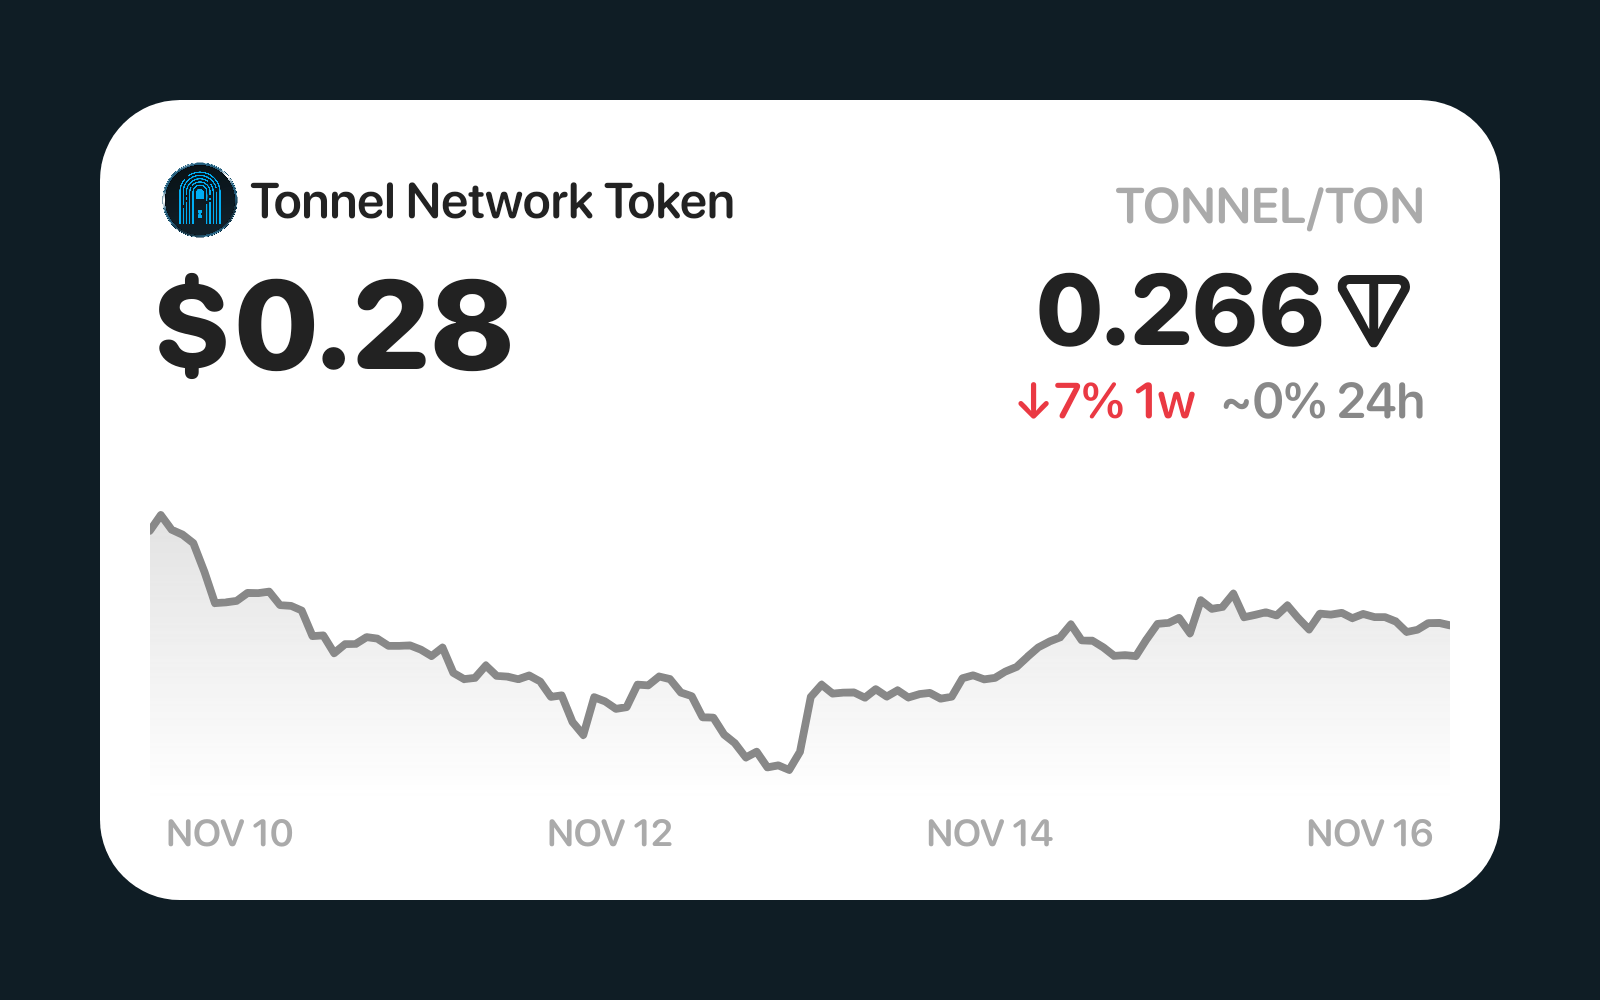 Tonnel Network Token
TONNEL/TON
$0.28
0.266
↓7% 1w ~0% 24h
NOV 10 NOV 12 NOV 14 NOV 16